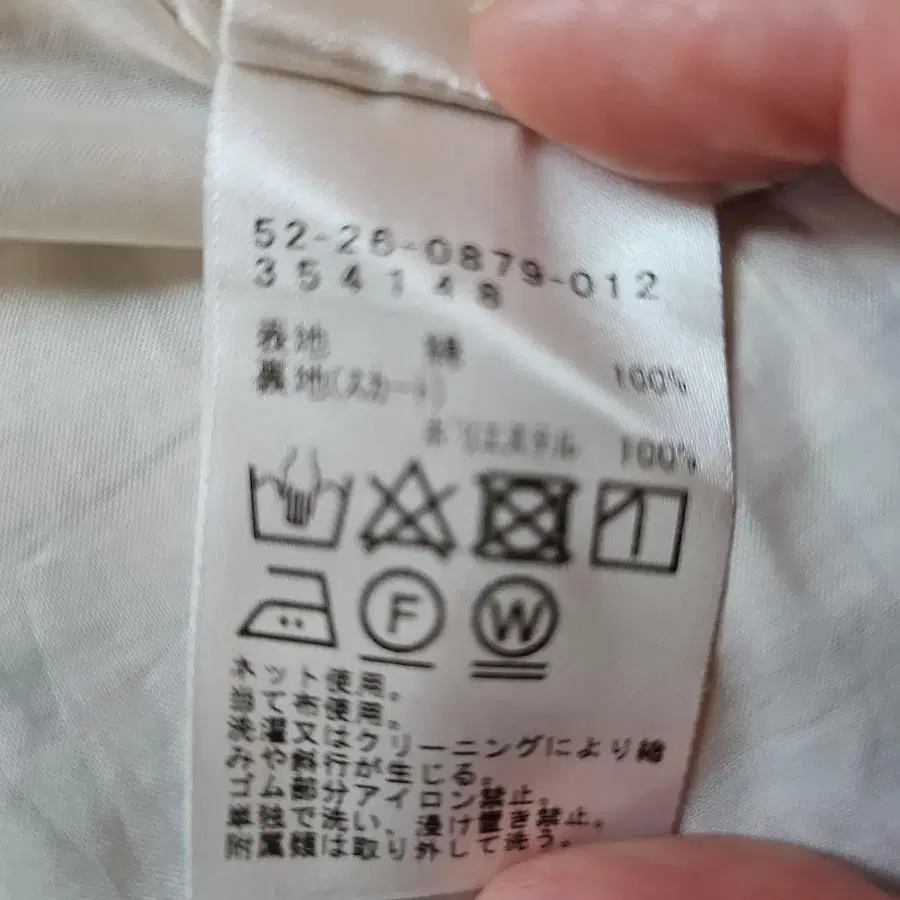 52-26-0879-012
354148
表地 綿 100%
裏地(スカート)
ポリエステル 100%
F W
ネット使用。
当て布使用。
洗濯又はクリーニングにより縮
みや斜行が生じる。
ゴム部分アイロン禁止。
単独で洗い、浸け置き禁止。
附属類は取り外して洗う。